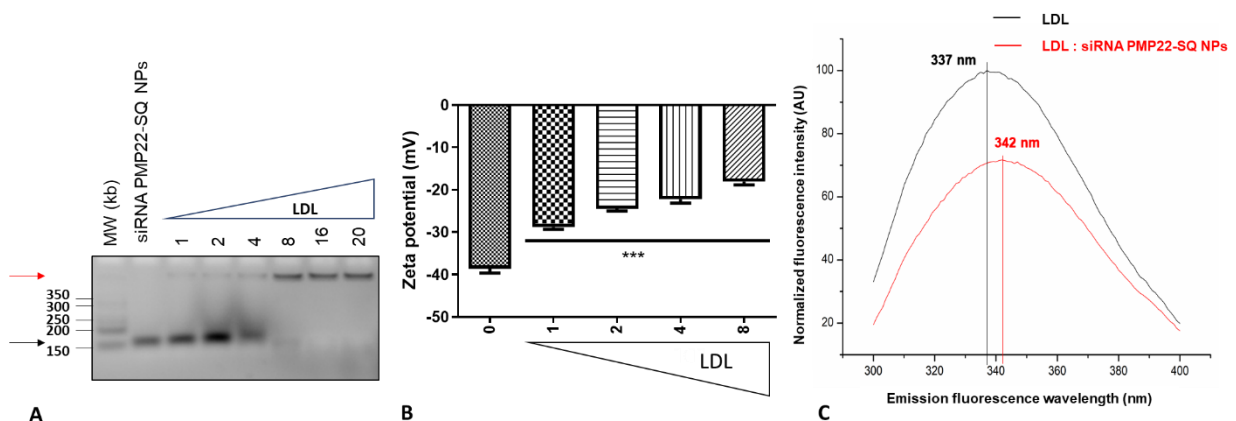 MW (kb)
siRNA PMP22-SQ NPs
LDL
1 2 4 8 16 20
350
300
250
200
150
A
Zeta potential (mV)
0
-10
-20
-30
-40
-50
***
0 1 2 4 8
LDL
B
LDL
LDL : siRNA PMP22-SQ NPs
337 nm
342 nm
Normalized fluorescence intensity (AU)
100
80
60
40
20
300 320 340 360 380 400
Emission fluorescence wavelength (nm)
C